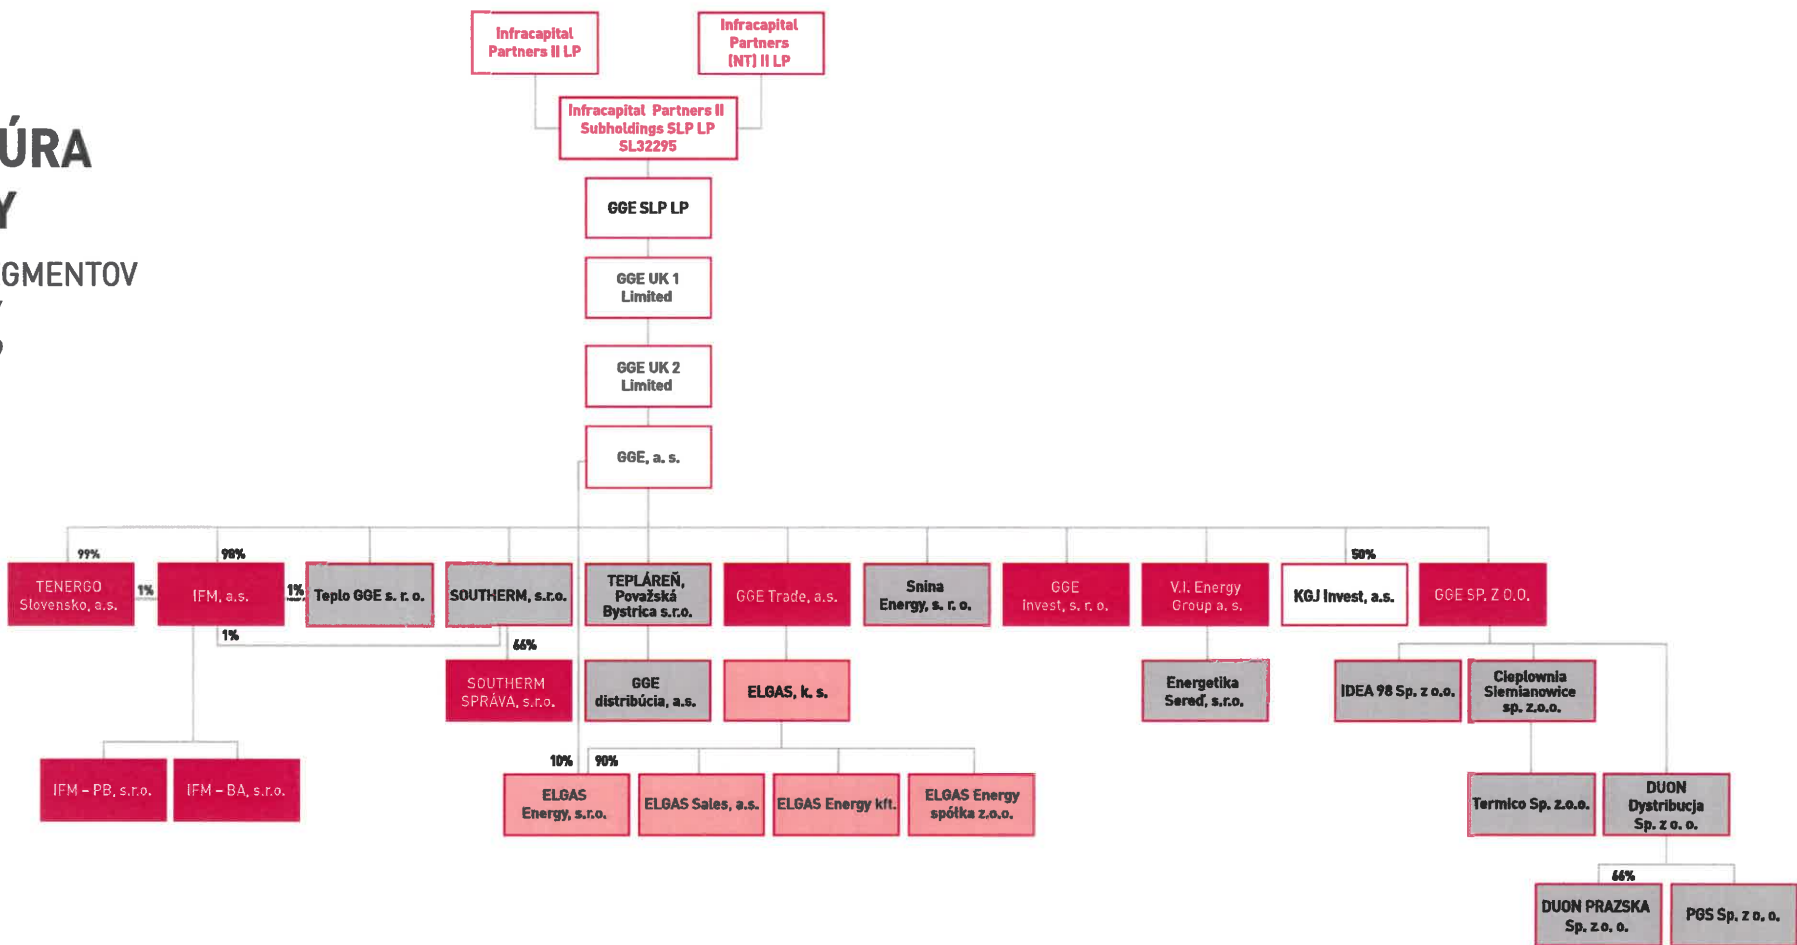 Infracapital
Partners II LP
Infracapital
Partners
(NT) II LP
Infracapital Partners II
Subholdings SLP LP
SL32295
ÚRA
Y
GMENTOV
GGE SLP LP
GGE UK 1
Limited
GGE UK 2
Limited
GGE, a. s.
99%
98%
50%
TENERGO
Slovensko, a.s.
1%
IFM, a.s.
1%
Teplo GGE s. r. o.
SOUTHERM, s.r.o.
TEPLÁREŇ,
Považská
Bystrica s.r.o.
GGE Trade, a.s.
Snina
Energy, s. r. o.
GGE
Invest, s. r. o.
V.I. Energy
Group a. s.
KGJ Invest, a.s.
GGE SP. Z O.O.
1%
66%
SOUTHERM
SPRÁVA, s.r.o.
GGE
distribúcia, a.s.
ELGAS, k. s.
Energetika
Sereď, s.r.o.
IDEA 98 Sp. z o.o.
Cieplownia
Siemianowice
sp. z.o.o.
IFM – PB, s.r.o.
IFM – BA, s.r.o.
10%
90%
ELGAS
Energy, s.r.o.
ELGAS Sales, a.s.
ELGAS Energy kft.
ELGAS Energy
spółka z.o.o.
Termico Sp. z.o.o.
DUON
Dystribucja
Sp. z o. o.
66%
DUON PRAZSKA
Sp. z o. o.
PGS Sp. z o. o.